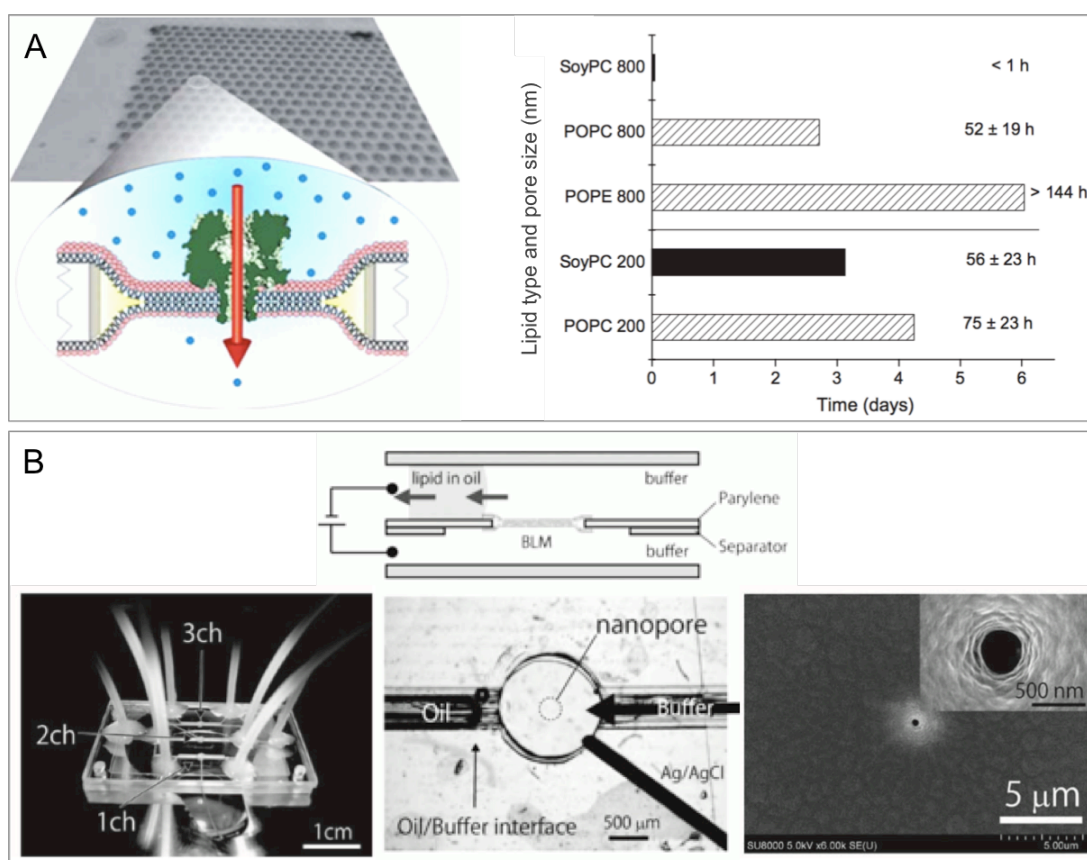 A
Lipid type and pore size (nm)
SoyPC 800
< 1 h
POPC 800
52 ± 19 h
POPE 800
> 144 h
SoyPC 200
56 ± 23 h
POPC 200
75 ± 23 h
0 1 2 3 4 5 6
Time (days)
B
lipid in oil
buffer
Parylene
BLM
buffer
Separator
3ch
2ch
1ch
1cm
nanopore
Oil
Buffer
Ag/AgCl
Oil/Buffer interface
500 µm
500 nm
5 µm
SU8000 5.0kV x6.00k SE(U)
5.00um